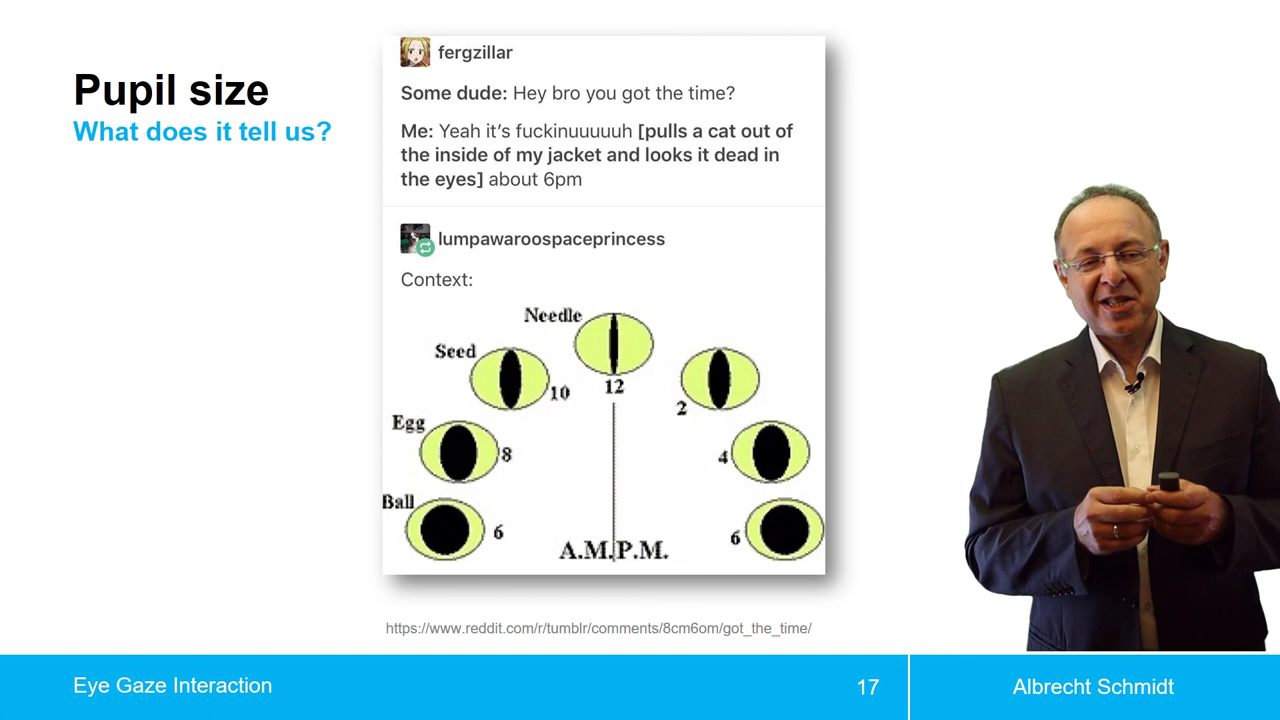 Pupil size
What does it tell us?
fergzillar
Some dude: Hey bro you got the time?
Me: Yeah it's fuckinuuuuuh [pulls a cat out of
the inside of my jacket and looks it dead in
the eyes] about 6pm
lumpawaroospaceprincess
Context:
Needle
12
Seed
10
2
Egg
8
4
Ball
6
6
A.M. P.M.
https://www.reddit.com/r/tumblr/comments/8cm6om/got_the_time/
Eye Gaze Interaction
17
Albrecht Schmidt